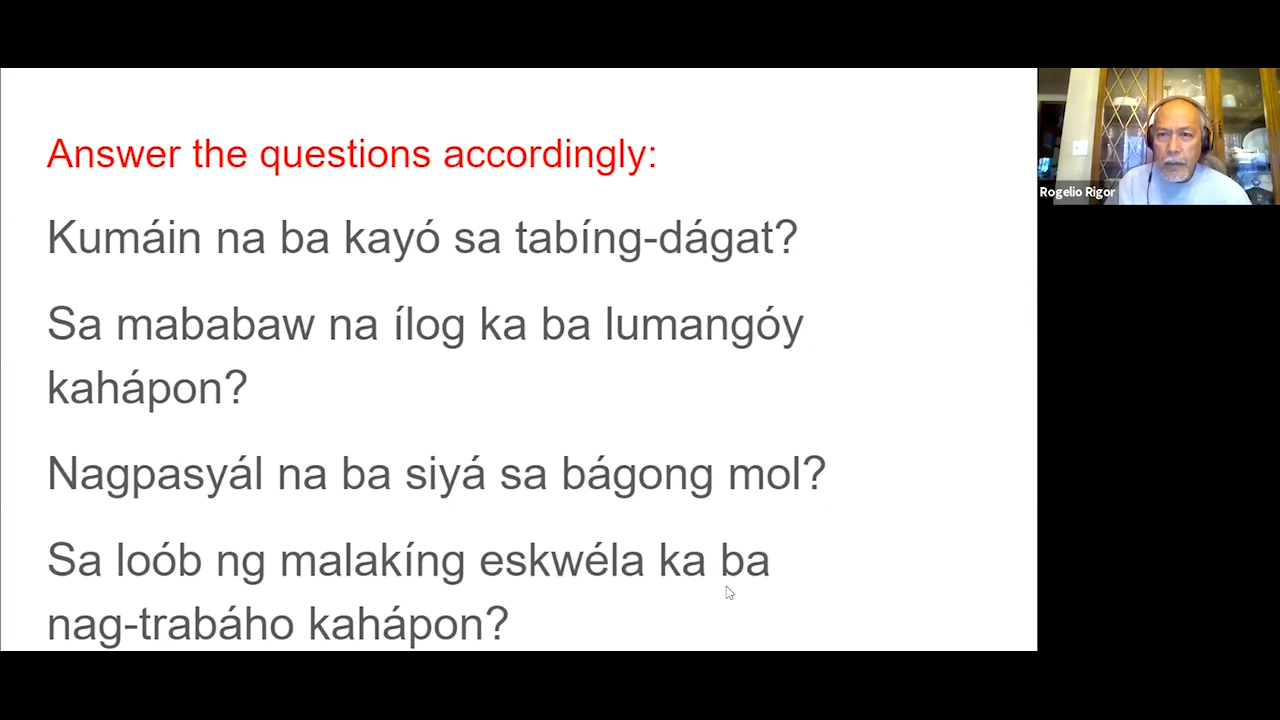 Answer the questions accordingly:
Kumáin na ba kayó sa tabíng-dágat?
Sa mababaw na ílog ka ba lumangóy
kahápon?
Nagpasyál na ba siyá sa bágong mol?
Sa loób ng malakíng eskwéla ka ba
nag-trabáho kahápon?
Rogelio Rigor